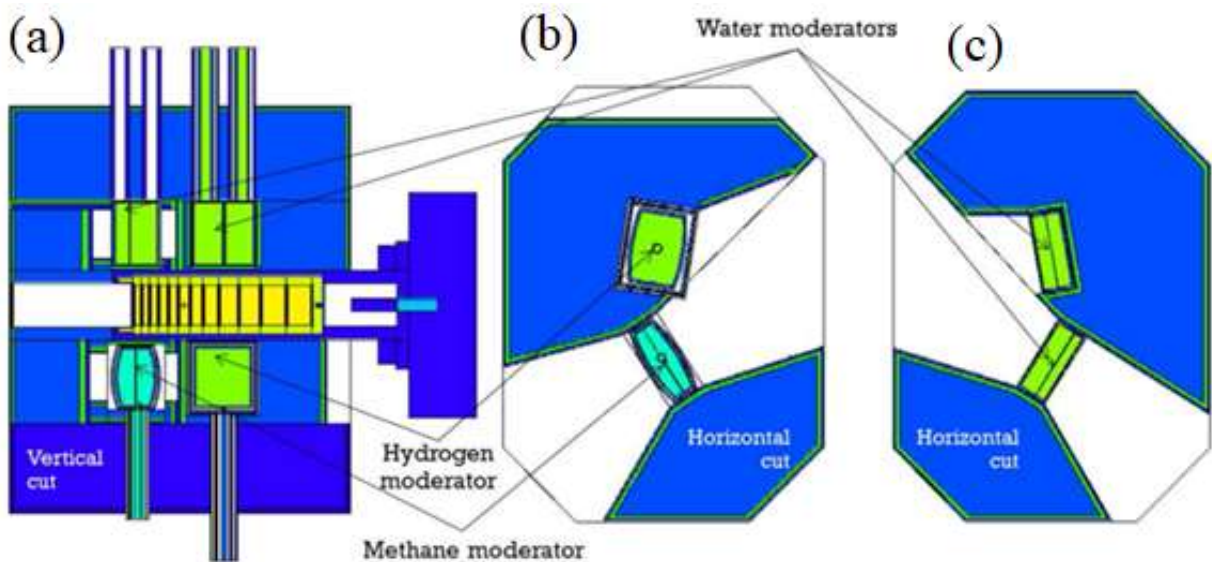 (a)
(b)
Water moderators
(c)
Vertical
cut
Hydrogen
moderator
Methane moderator
Horizontal
cut
Horizontal
cut